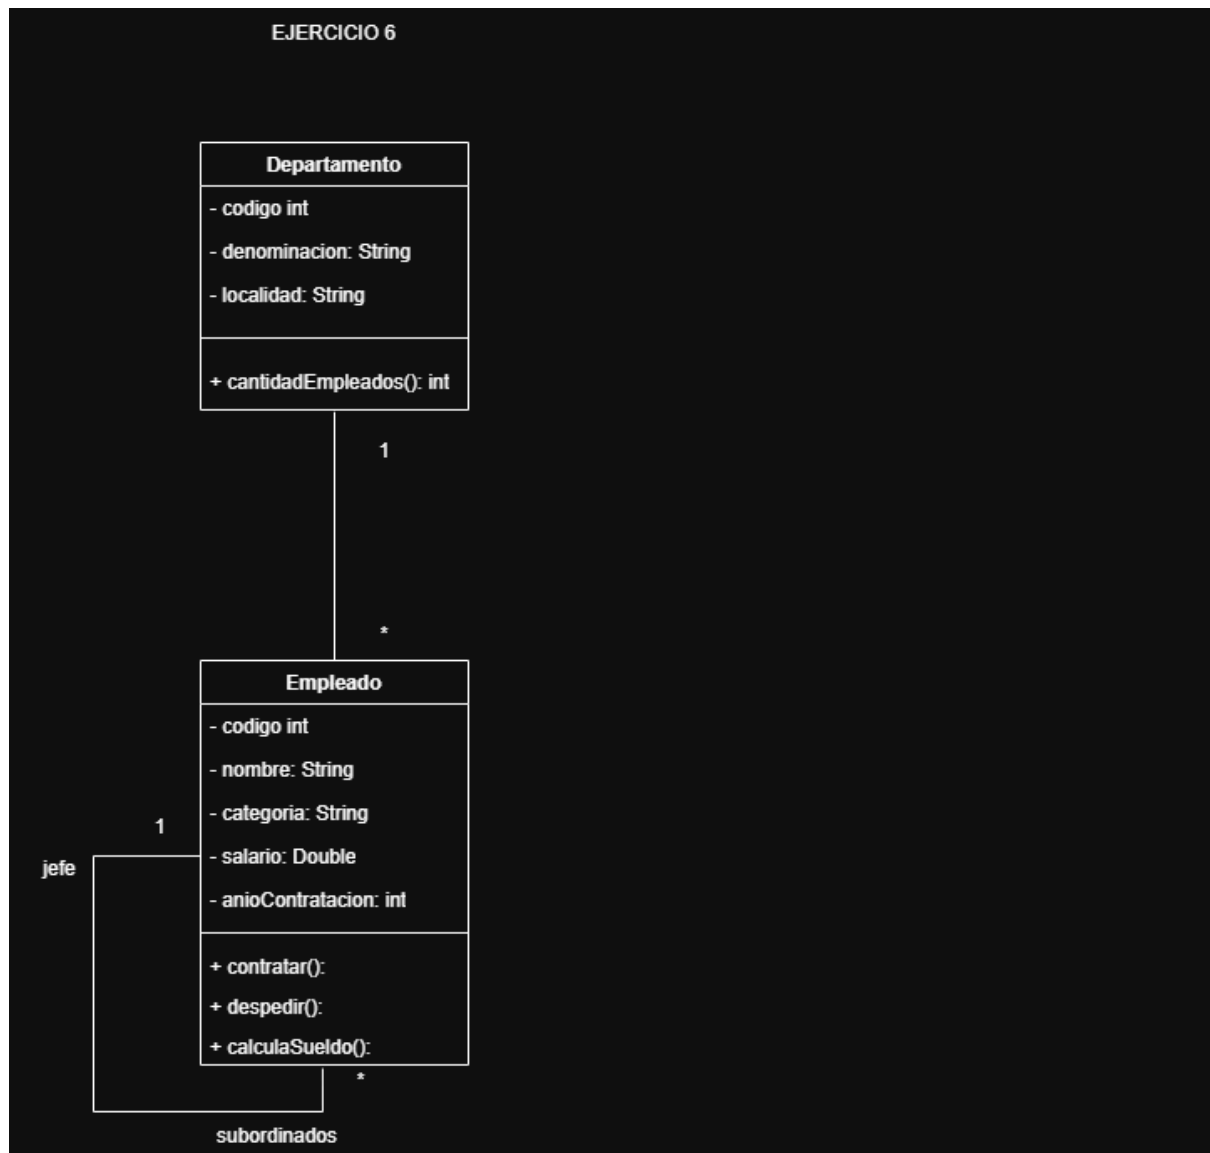 EJERCICIO 6
Departamento
- codigo int
- denominacion: String
- localidad: String
+ cantidadEmpleados(): int
1
*
Empleado
- codigo int
- nombre: String
- categoria: String
- salario: Double
- anioContratacion: int
+ contratar():
+ despedir():
+ calculaSueldo():
1
jefe
*
subordinados